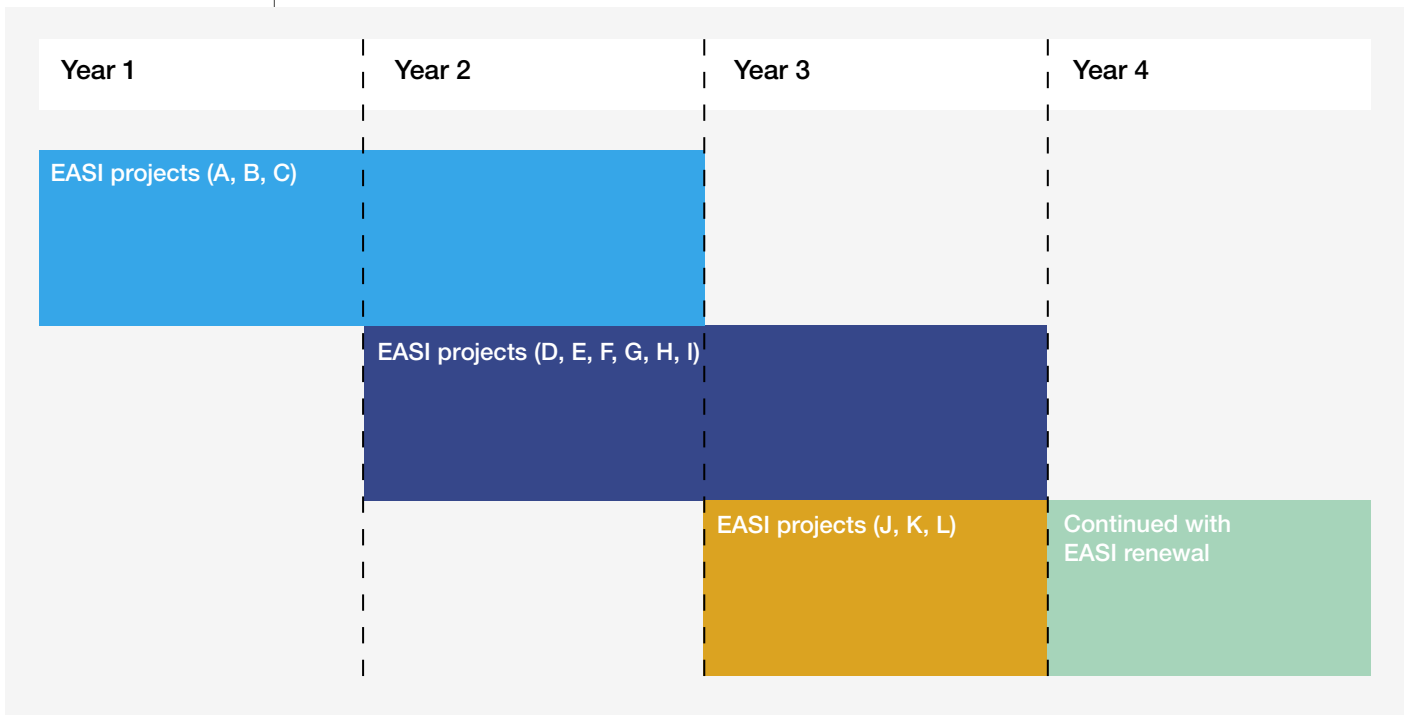 Year 1
Year 2
Year 3
Year 4
EASI projects (A, B, C)
EASI projects (D, E, F, G, H, I)
EASI projects (J, K, L)
Continued with
EASI renewal